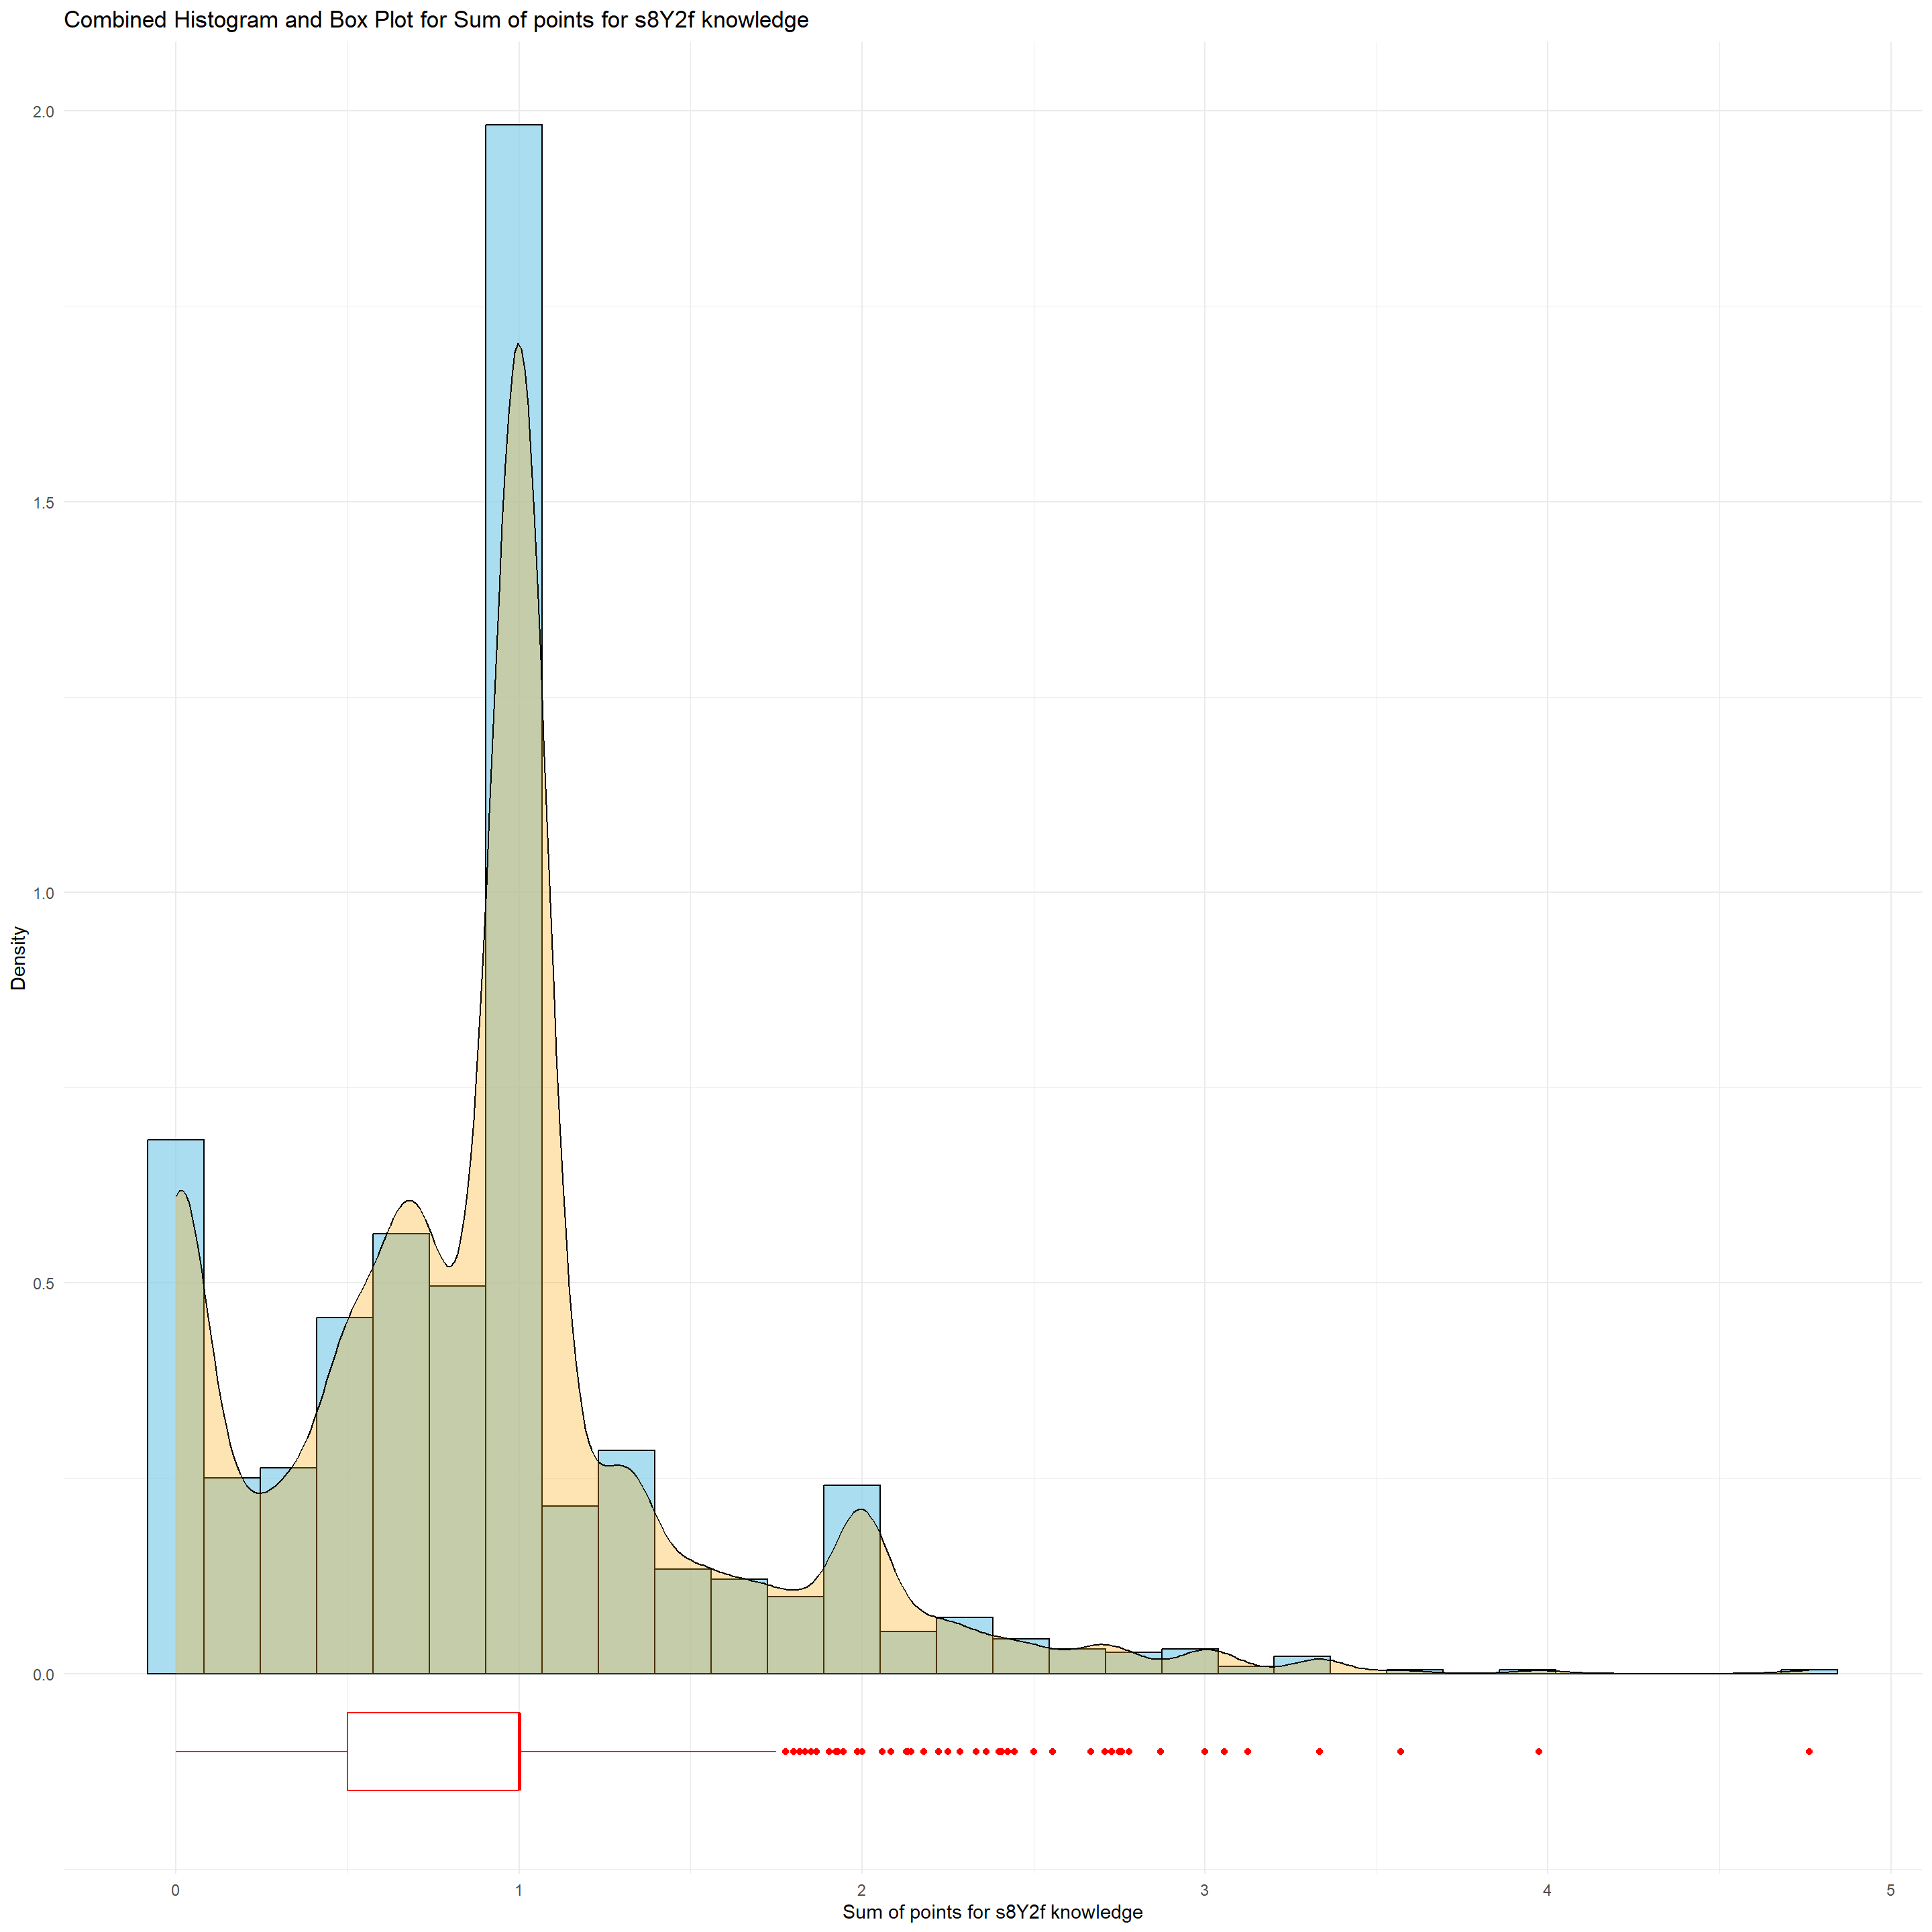 Combined Histogram and Box Plot for Sum of points for s8Y2f knowledge
2.0
1.5
1.0
0.5
0.0
Density
0 1 2 3 4 5
Sum of points for s8Y2f knowledge